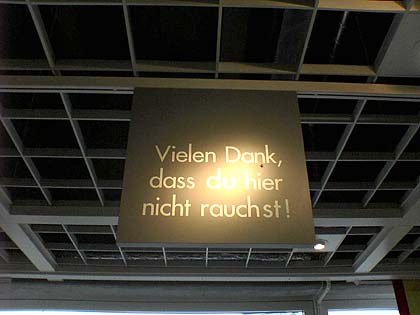 Vielen Dank,
dass du hier
nicht rauchst!